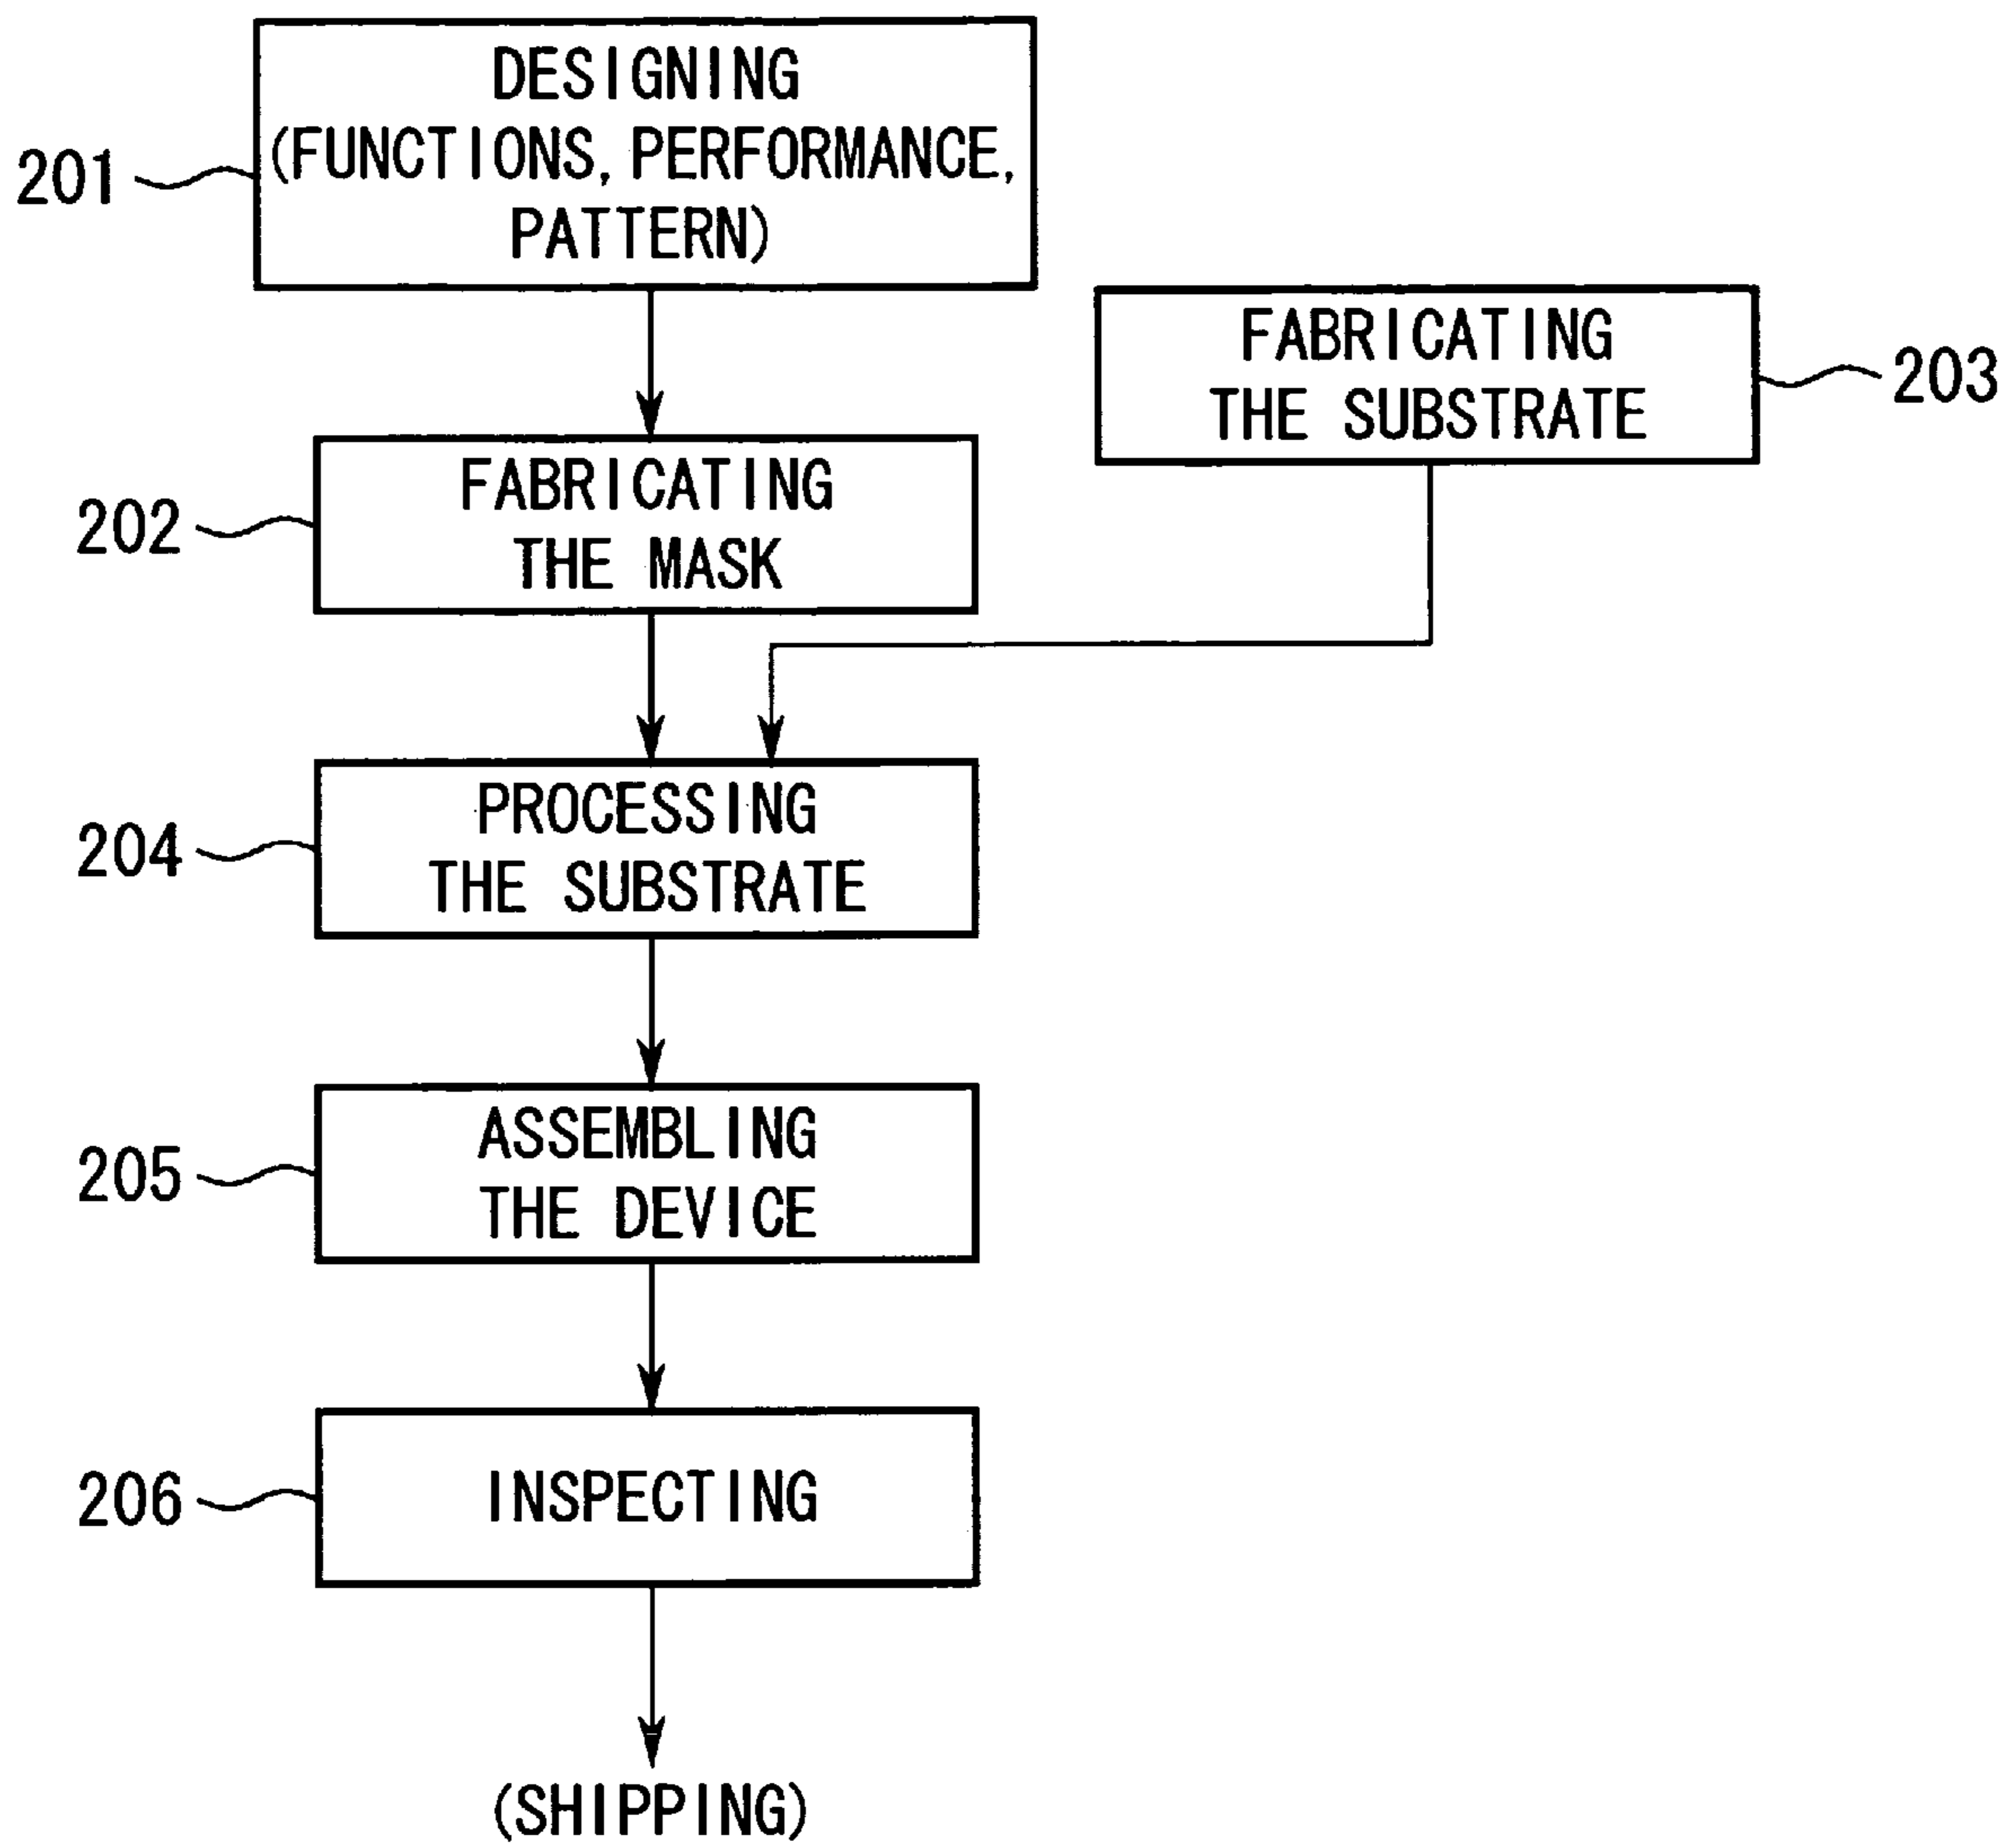 DESIGNING
(FUNCTIONS, PERFORMANCE,
PATTERN)
201
FABRICATING
THE SUBSTRATE
203
FABRICATING
THE MASK
202
PROCESSING
THE SUBSTRATE
204
ASSEMBLING
THE DEVICE
205
INSPECTING
206
(SHIPPING)